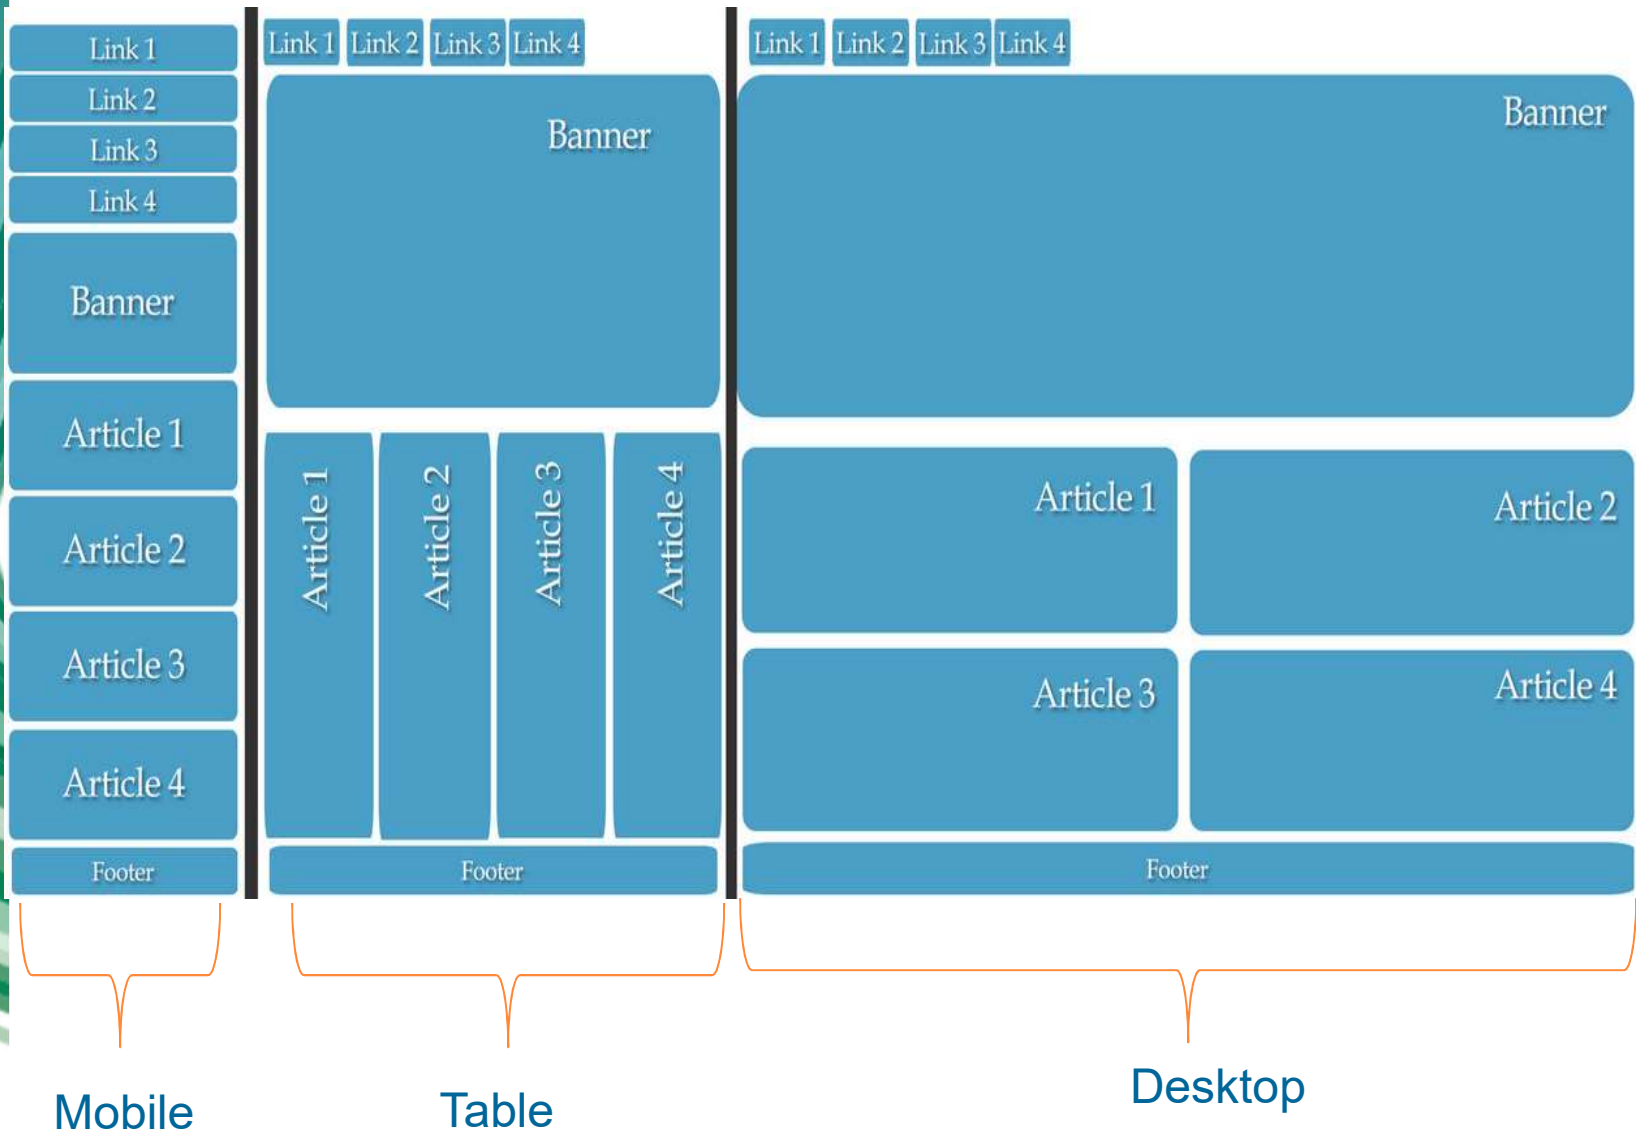 Link 1
Link 2
Link 3
Link 4
Banner
Article 1
Article 2
Article 3
Article 4
Footer
Link 1 Link 2 Link 3 Link 4
Banner
Article 1
Article 2
Article 3
Article 4
Footer
Link 1 Link 2 Link 3 Link 4
Banner
Article 1
Article 2
Article 3
Article 4
Footer
Mobile
Table
Desktop